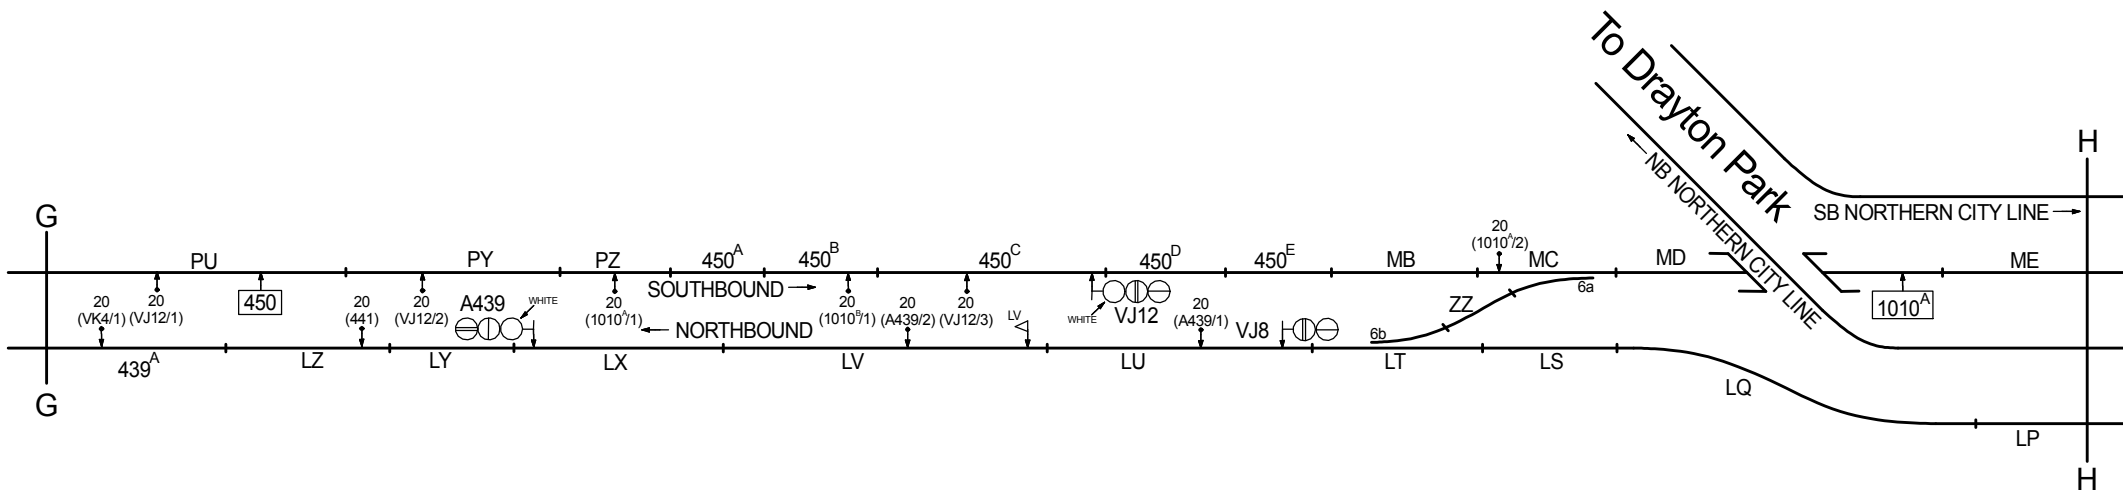 To Drayton Park
H
G
NB NORTHERN CITY LINE
SB NORTHERN CITY LINE
20
(1010A/2)
PU
PY
PZ
450A
450B
450C
450D
450E
MB
MC
MD
ME
SOUTHBOUND
20
(VK4/1)
20
(VJ12/1)
450
20
(441)
20
(VJ12/2)
A439
WHITE
20
(1010A/1)
NORTHBOUND
20
(1010B/1)
20
(A439/2)
20
(VJ12/3)
LV
WHITE
VJ12
20
(A439/1)
VJ8
6b
ZZ
6a
1010A
439A
LZ
LY
LX
LV
LU
LT
LS
LQ
LP
G
H